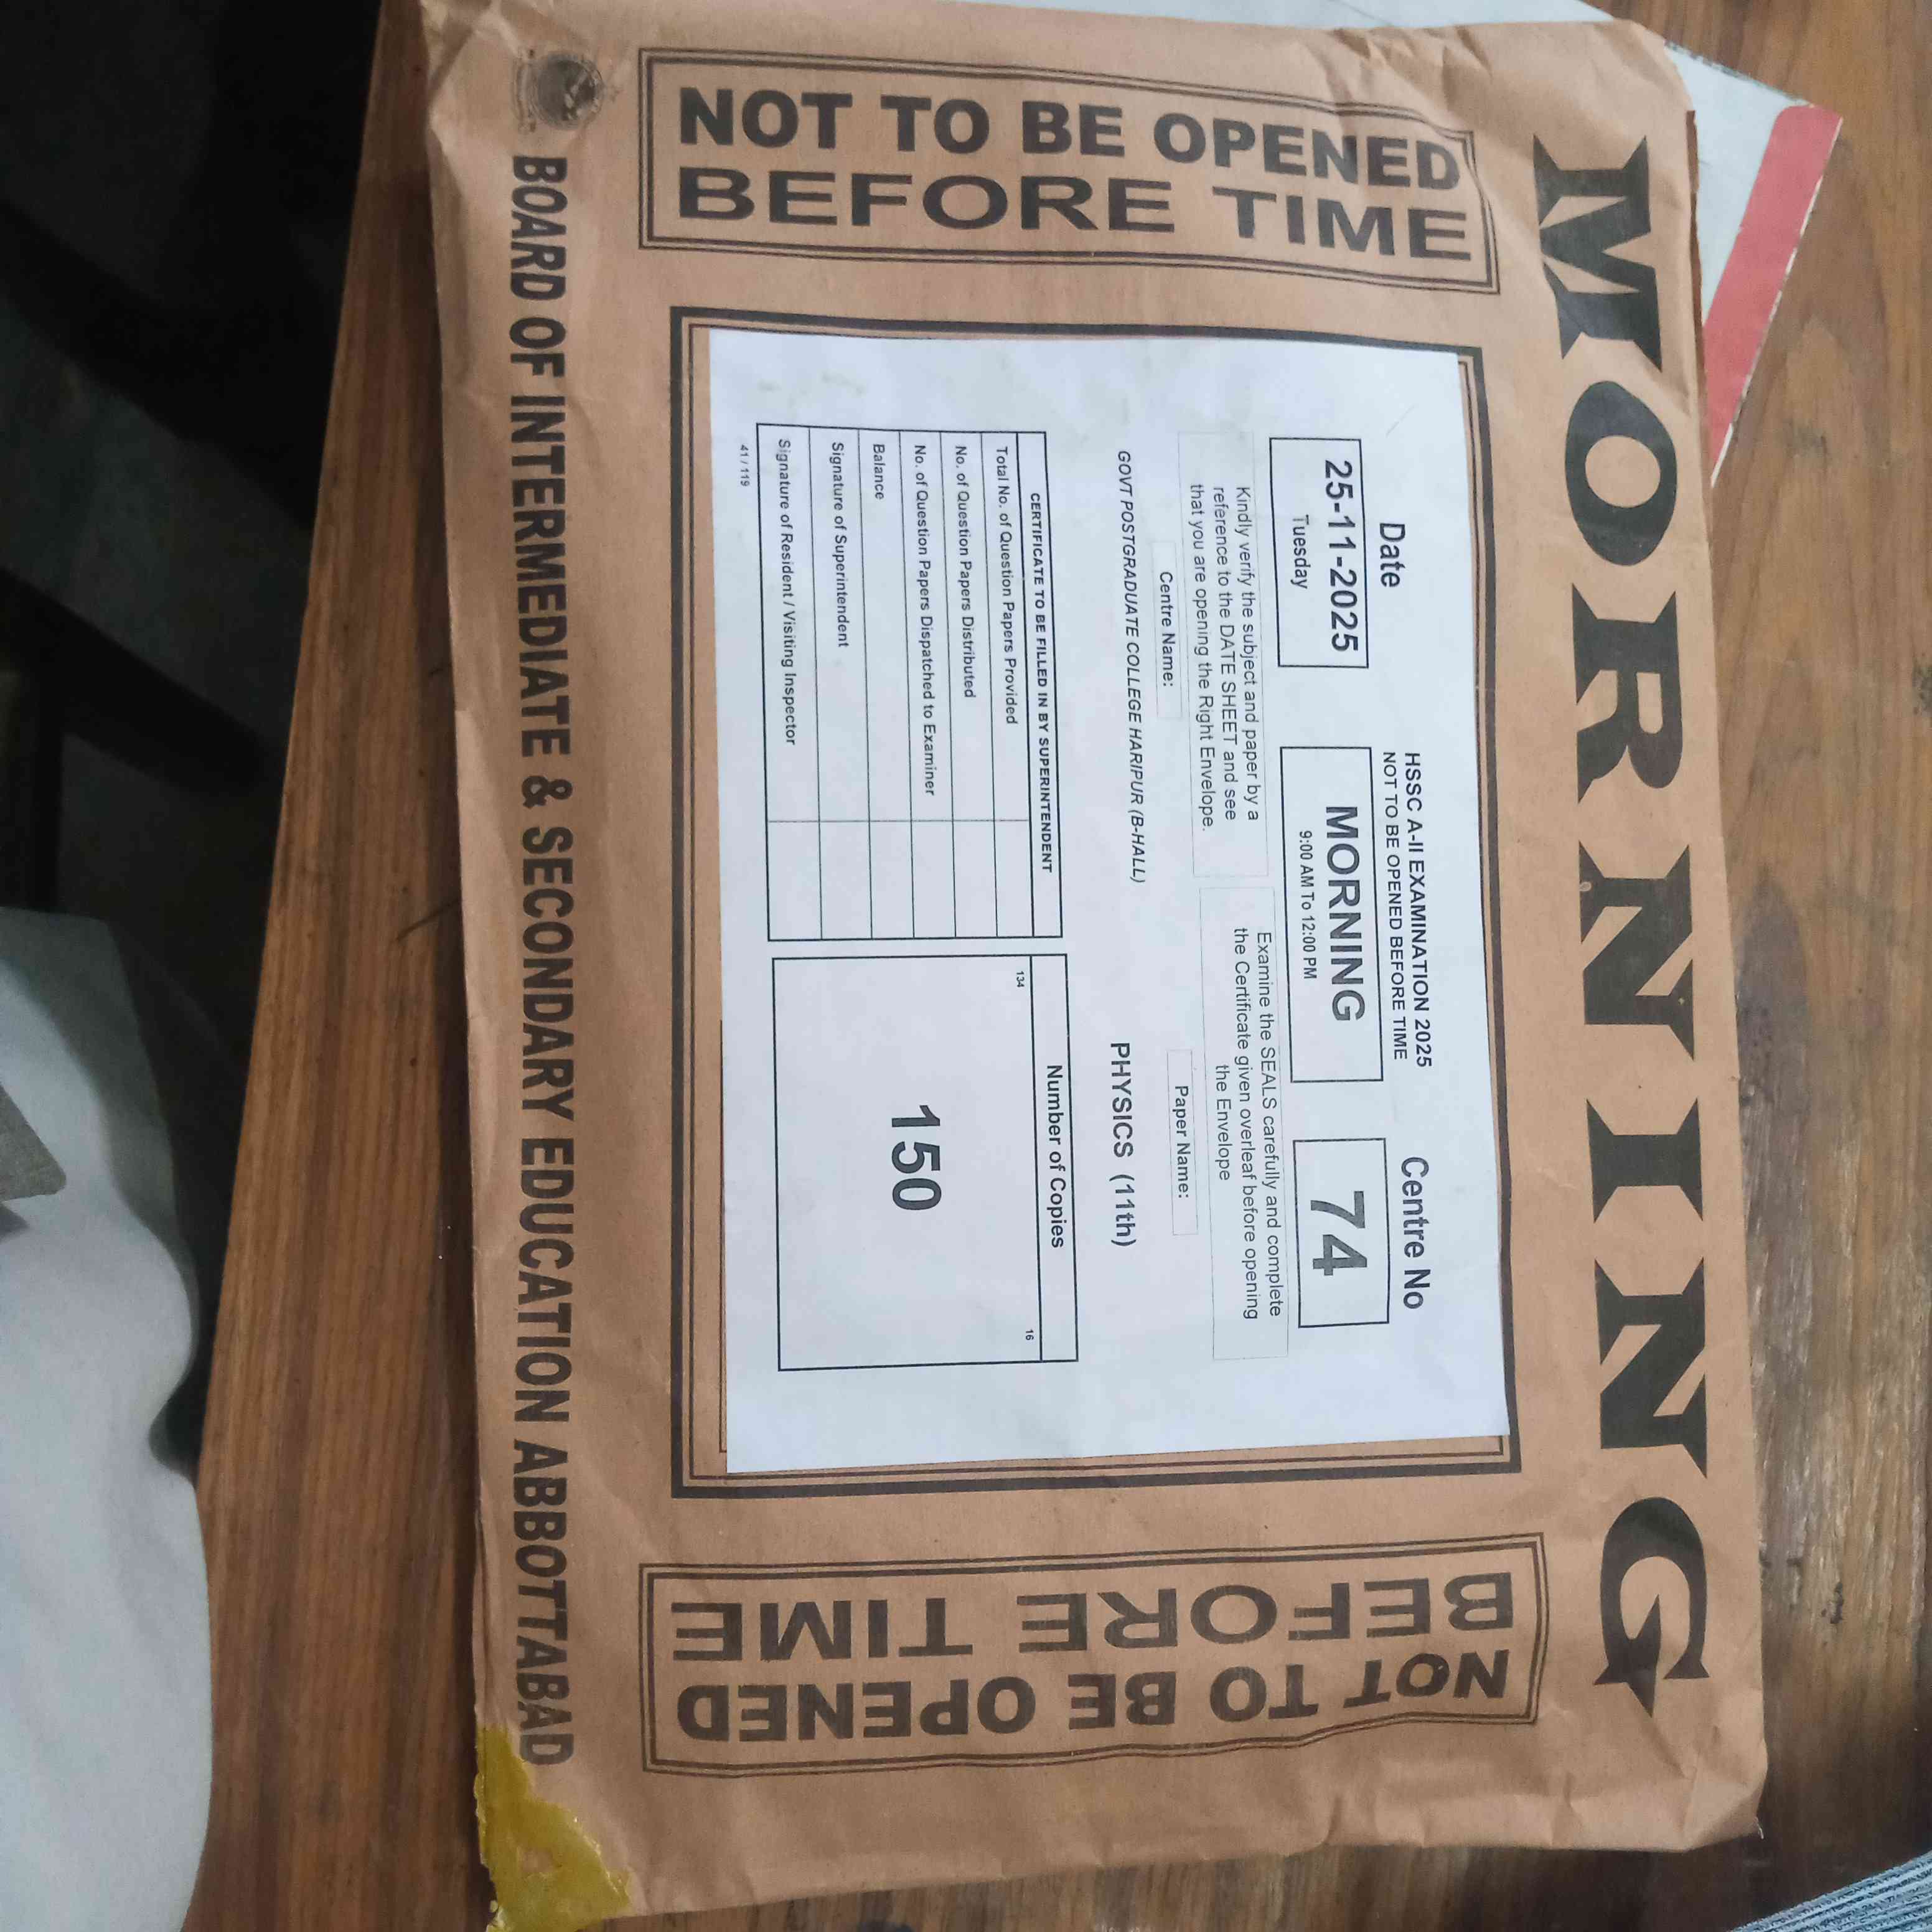 MORNING
NOT TO BE OPENED
BEFORE TIME
HSSC A-II EXAMINATION 2025
NOT TO BE OPENED BEFORE TIME
Date
25-11-2025
Tuesday
MORNING
9:00 AM To 12:00 PM
Centre No
74
Kindly verify the subject and paper by a
reference to the DATE SHEET and see
that you are opening the Right Envelope.
Examine the SEALS carefully and complete
the Certificate given overleaf before opening
the Envelope
Centre Name:
GOVT POSTGRADUATE COLLEGE HARIPUR (B-HALL)
Paper Name:
PHYSICS (11th)
CERTIFICATE TO BE FILLED IN BY SUPERINTENDENT
Total No. of Question Papers Provided
No. of Question Papers Distributed
No. of Question Papers Dispatched to Examiner
Balance
Signature of Superintendent
Signature of Resident / Visiting Inspector
41 / 119
Number of Copies
134
16
150
NOT TO BE OPENED
BEFORE TIME
BOARD OF INTERMEDIATE & SECONDARY EDUCATION ABBOTTABAD